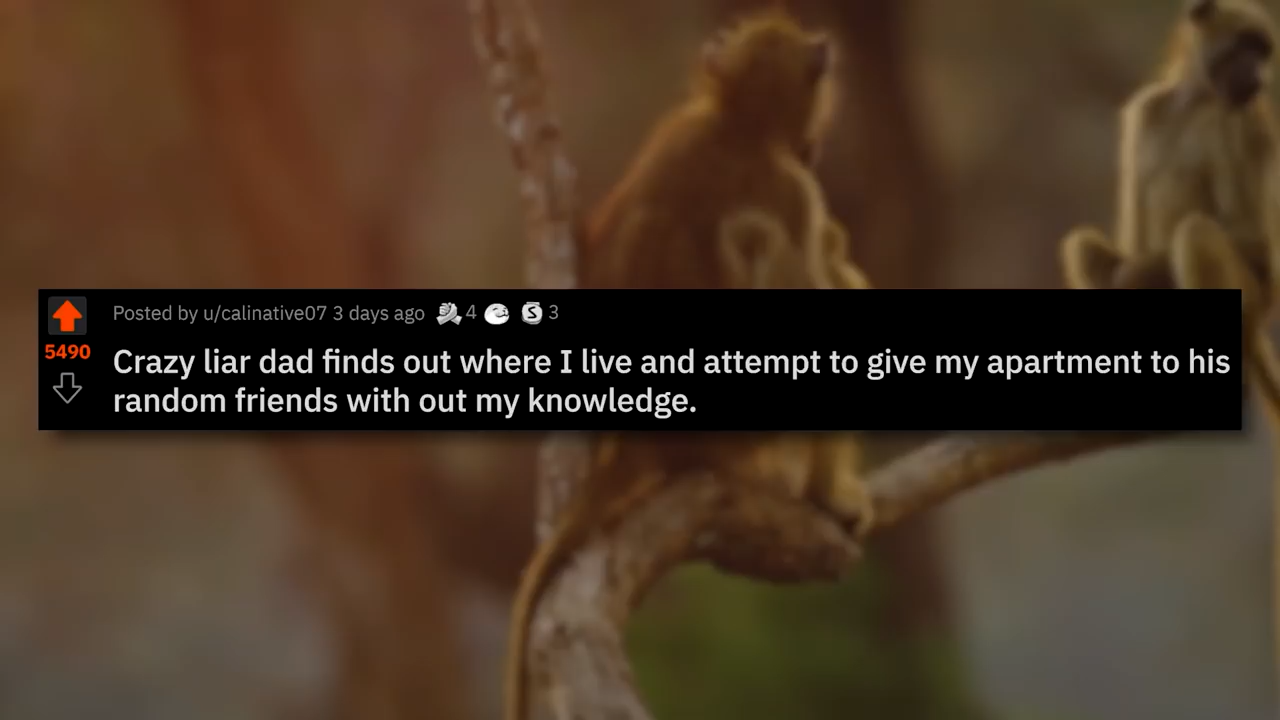 Posted by u/calinative07 3 days ago 4 S 3
5490
Crazy liar dad finds out where I live and attempt to give my apartment to his
random friends with out my knowledge.